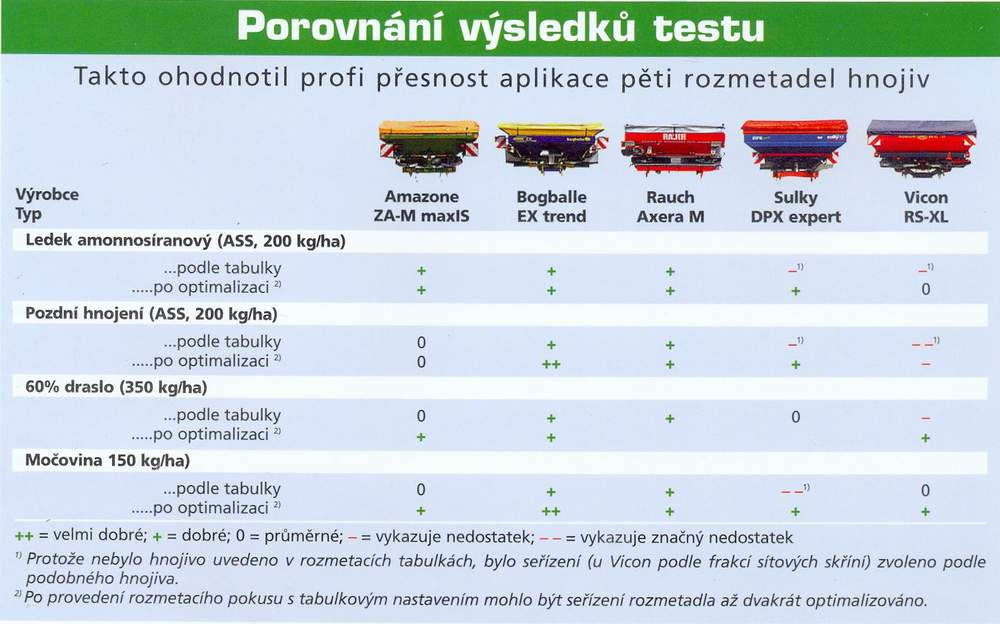 Porovnání výsledků testu
Takto ohodnotil profi přesnost aplikace pěti rozmetadel hnojiv
RAUCH
Výrobce Amazone Bogballe Rauch Sulky Vicon
Typ ZA-M maxIS EX trend Axera M DPX expert RS-XL
Ledek amonnosíranový (ASS, 200 kg/ha)
...podle tabulky + + + –1) –1)
.....po optimalizaci 2) + + + + 0
Pozdní hnojení (ASS, 200 kg/ha)
...podle tabulky 0 + + –1) – –1)
.....po optimalizaci 2) 0 ++ + + –
60% draslo (350 kg/ha)
...podle tabulky 0 + + 0 –
.....po optimalizaci 2) + + +
Močovina 150 kg/ha)
...podle tabulky 0 + + – –1) 0
.....po optimalizaci 2) + ++ + + +
++ = velmi dobré; + = dobré; 0 = průměrné; – = vykazuje nedostatek; – – = vykazuje značný nedostatek
1) Protože nebylo hnojivo uvedeno v rozmetacích tabulkách, bylo seřízení (u Vicon podle frakcí sítových skříní) zvoleno podle
podobného hnojiva.
2) Po provedení rozmetacího pokusu s tabulkovým nastavením mohlo být seřízení rozmetadla až dvakrát optimalizováno.